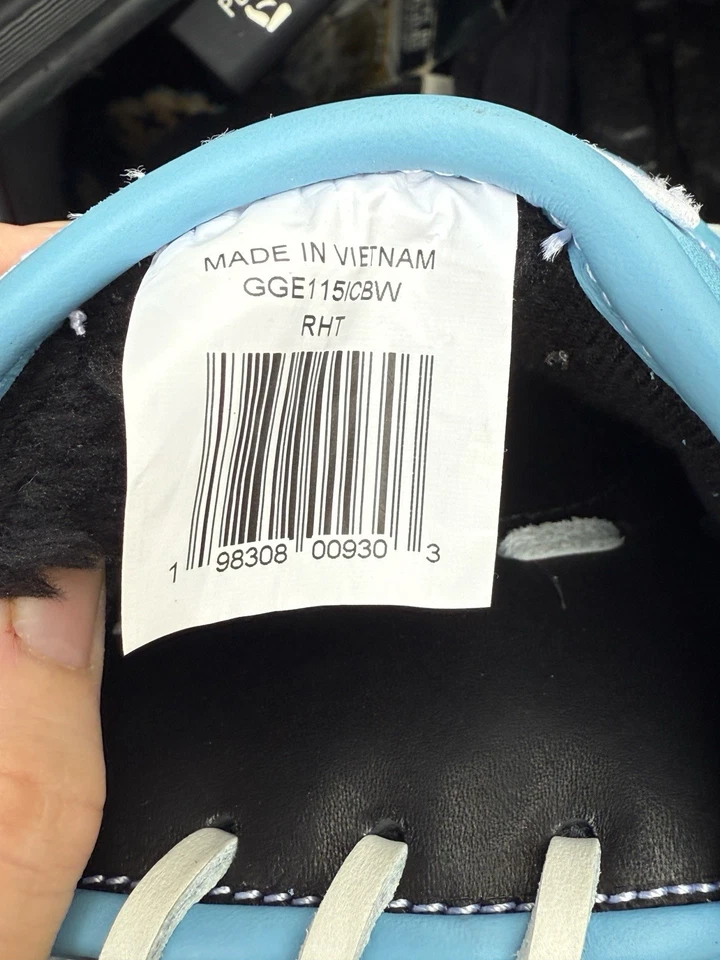 MADE IN VIETNAM
GGE115/CBW
RHT
1 98308 00930 3